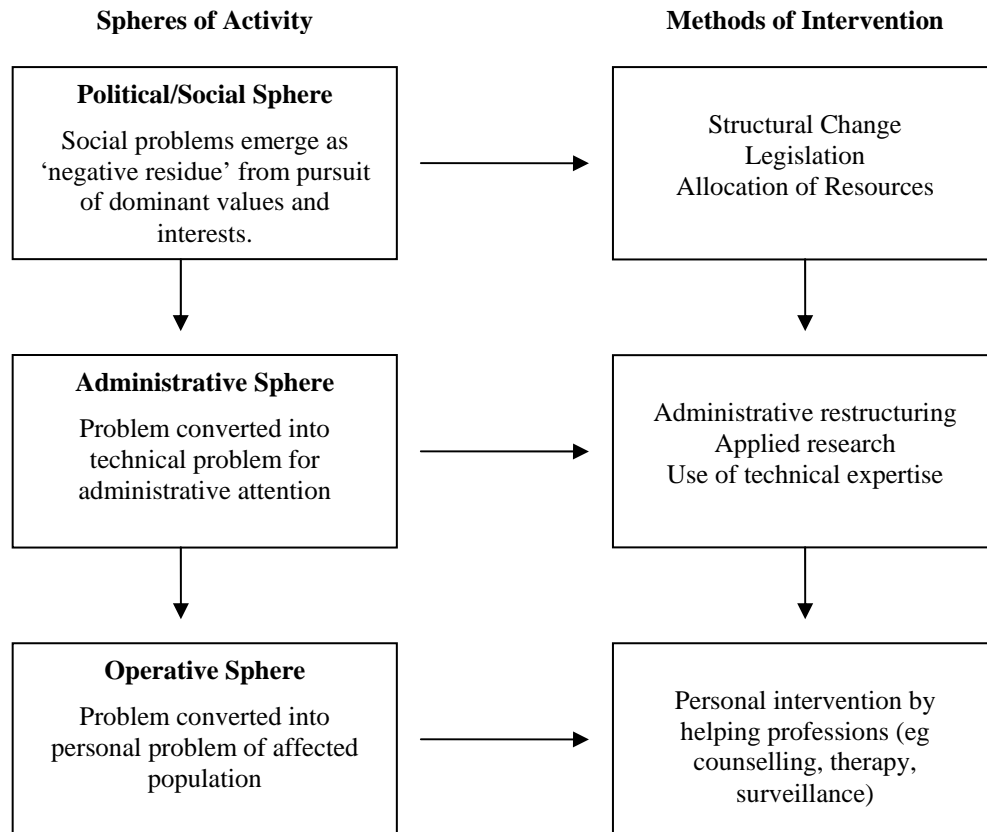 Spheres of Activity
Methods of Intervention
Political/Social Sphere
Social problems emerge as
‘negative residue’ from pursuit
of dominant values and
interests.
Structural Change
Legislation
Allocation of Resources
Administrative Sphere
Problem converted into
technical problem for
administrative attention
Administrative restructuring
Applied research
Use of technical expertise
Operative Sphere
Problem converted into
personal problem of affected
population
Personal intervention by
helping professions (eg
counselling, therapy,
surveillance)